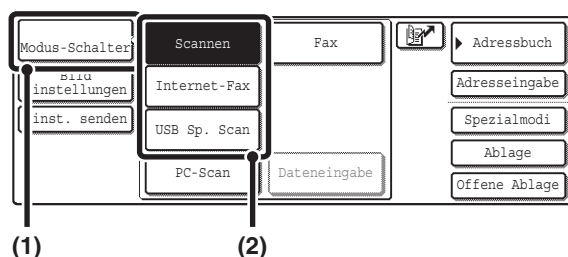 Modus-Schalter
Scannen
Fax
Adressbuch
Bild
instellungen
Internet-Fax
Adresseingabe
inst. senden
USB Sp. Scan
Spezialmodi
Ablage
PC-Scan
Dateneingabe
Offene Ablage
(1)
(2)